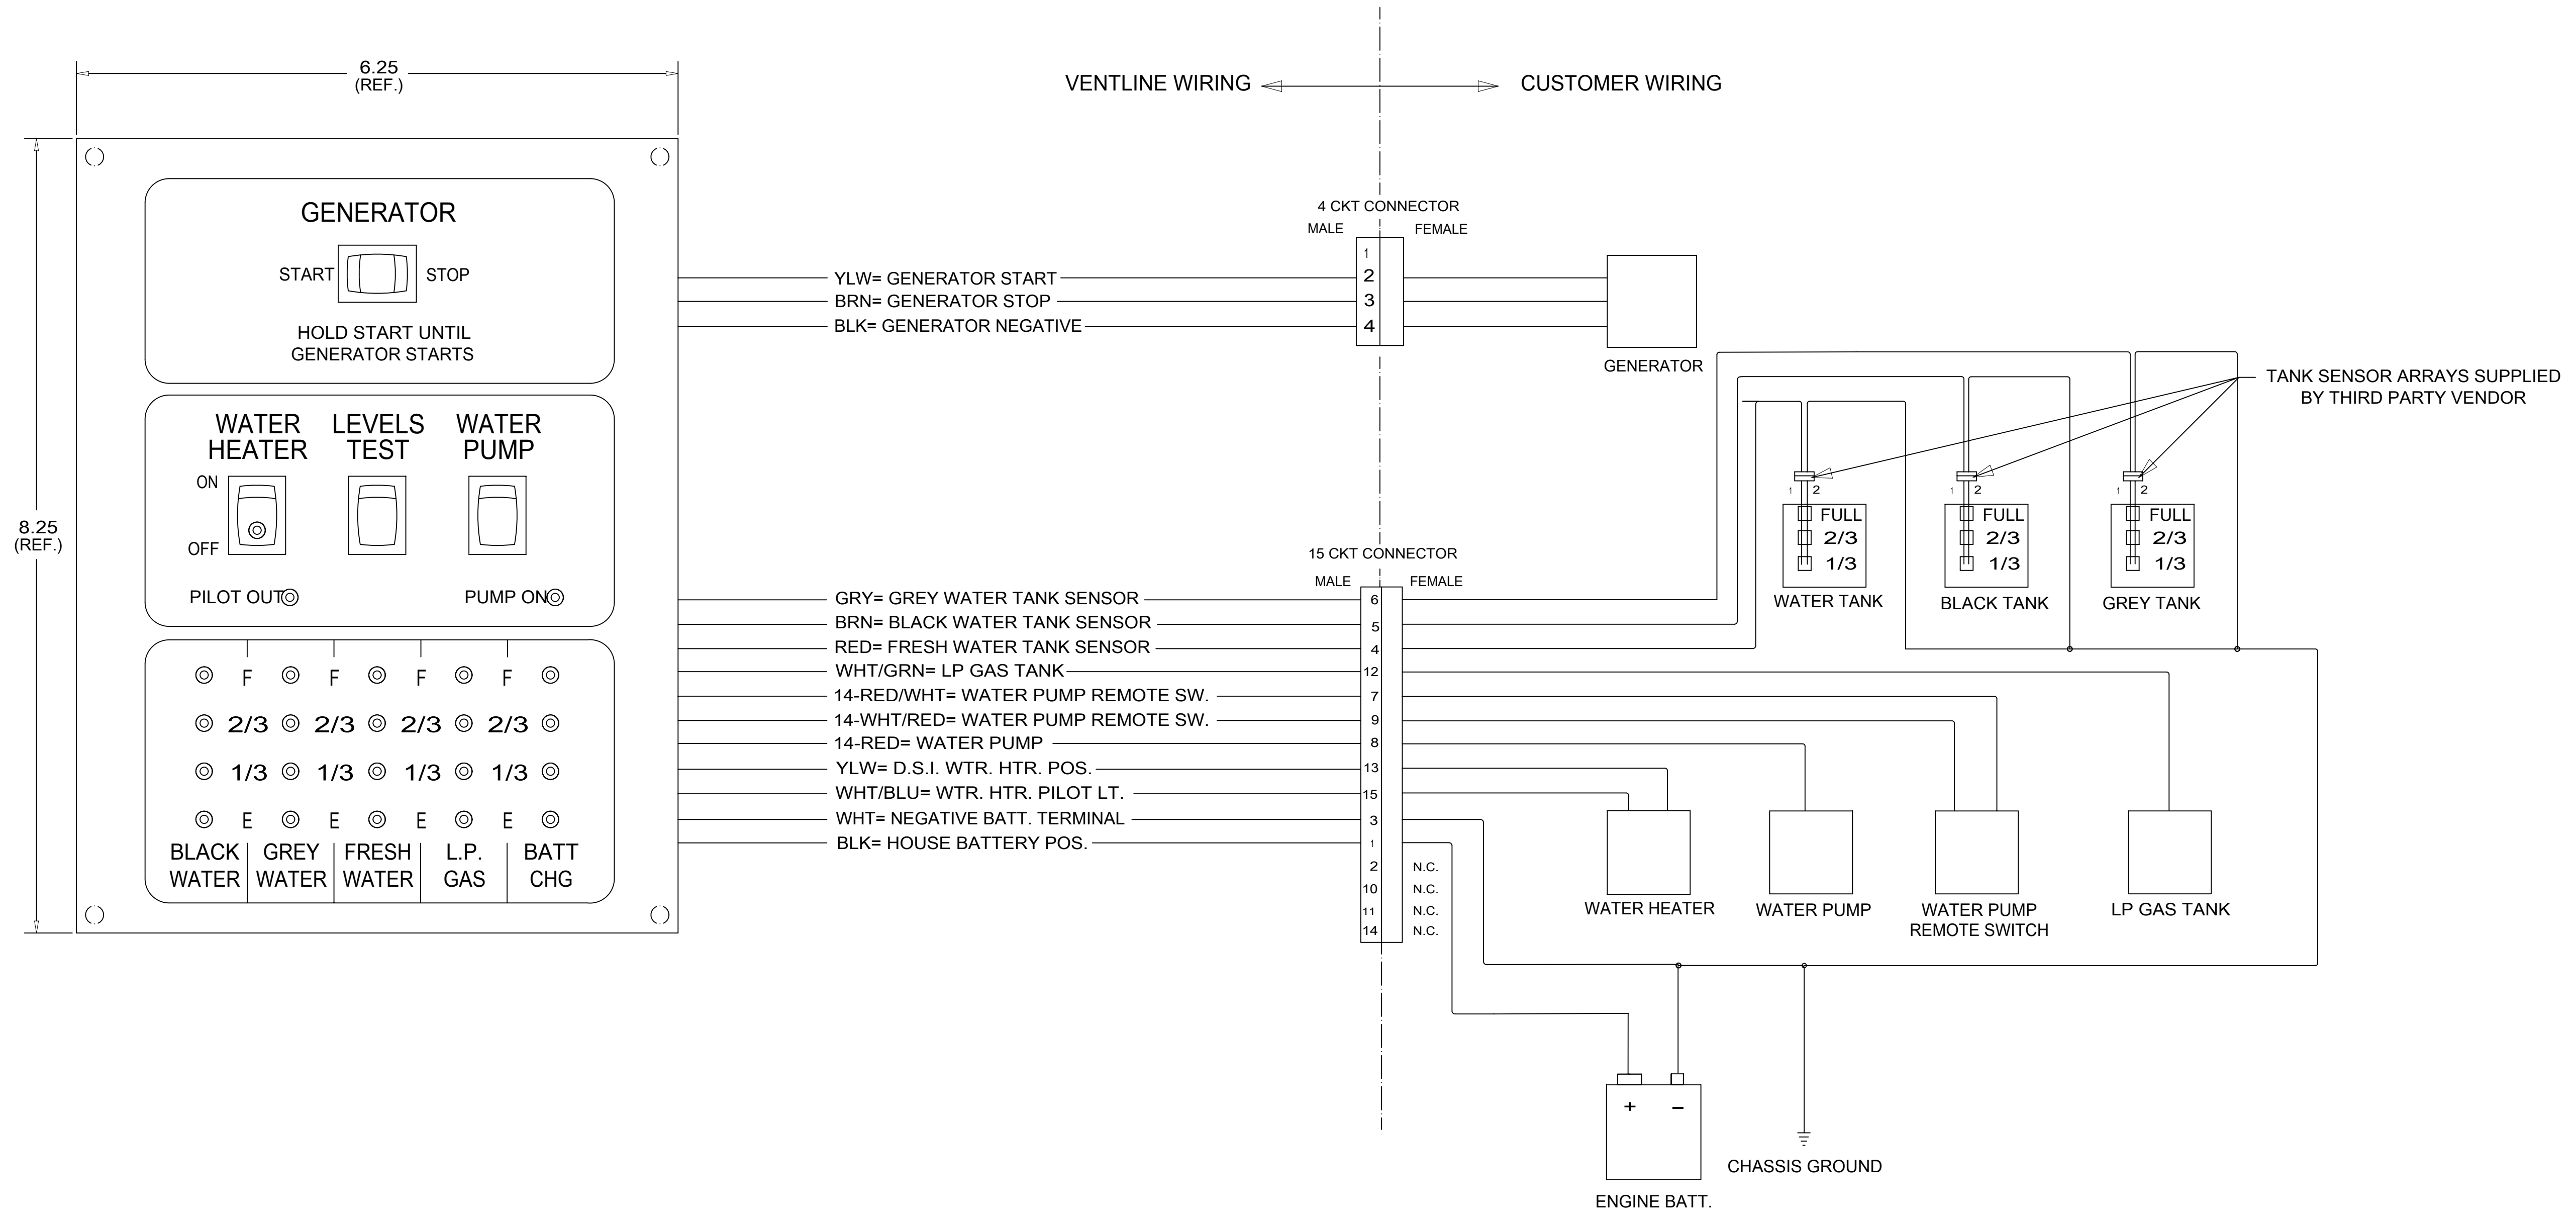 6.25
(REF.)
8.25
(REF.)
VENTLINE WIRING
CUSTOMER WIRING
GENERATOR
START
STOP
HOLD START UNTIL
GENERATOR STARTS
WATER
HEATER
LEVELS
TEST
WATER
PUMP
ON
OFF
PILOT OUT
PUMP ON
F F F F
2/3 2/3 2/3 2/3
1/3 1/3 1/3 1/3
E E E E
BLACK
WATER
GREY
WATER
FRESH
WATER
L.P.
GAS
BATT
CHG
YLW= GENERATOR START
BRN= GENERATOR STOP
BLK= GENERATOR NEGATIVE
4 CKT CONNECTOR
MALE
FEMALE
1
2
3
4
GENERATOR
GRY= GREY WATER TANK SENSOR
BRN= BLACK WATER TANK SENSOR
RED= FRESH WATER TANK SENSOR
WHT/GRN= LP GAS TANK
14-RED/WHT= WATER PUMP REMOTE SW.
14-WHT/RED= WATER PUMP REMOTE SW.
14-RED= WATER PUMP
YLW= D.S.I. WTR. HTR. POS.
WHT/BLU= WTR. HTR. PILOT LT.
WHT= NEGATIVE BATT. TERMINAL
BLK= HOUSE BATTERY POS.
15 CKT CONNECTOR
MALE
FEMALE
6
5
4
12
7
9
8
13
15
3
1
2 N.C.
10 N.C.
11 N.C.
14 N.C.
TANK SENSOR ARRAYS SUPPLIED
BY THIRD PARTY VENDOR
1 2
FULL
2/3
1/3
WATER TANK
1 2
FULL
2/3
1/3
BLACK TANK
1 2
FULL
2/3
1/3
GREY TANK
WATER HEATER
WATER PUMP
WATER PUMP
REMOTE SWITCH
LP GAS TANK
+ −
ENGINE BATT.
CHASSIS GROUND